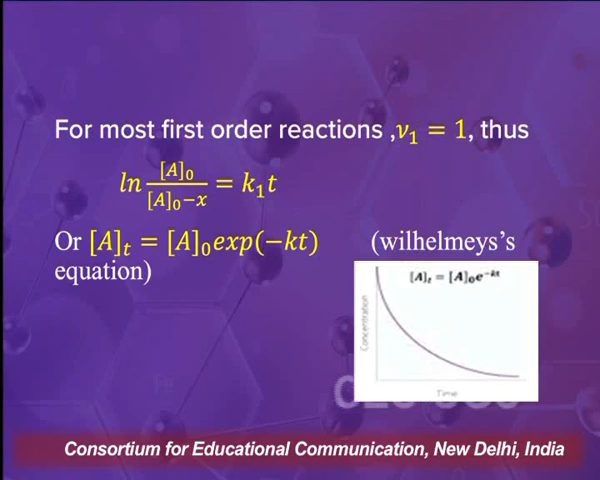 For most first order reactions ,𝜈₁ = 1, thus
ln [A]₀ / [A]₀−x = k₁t
Or [A]ₜ = [A]₀exp(−kt) (wilhelmeys’s
equation)
[A]ₜ = [A]₀e⁻ᵏᵗ
Concentration
Time
Consortium for Educational Communication, New Delhi, India